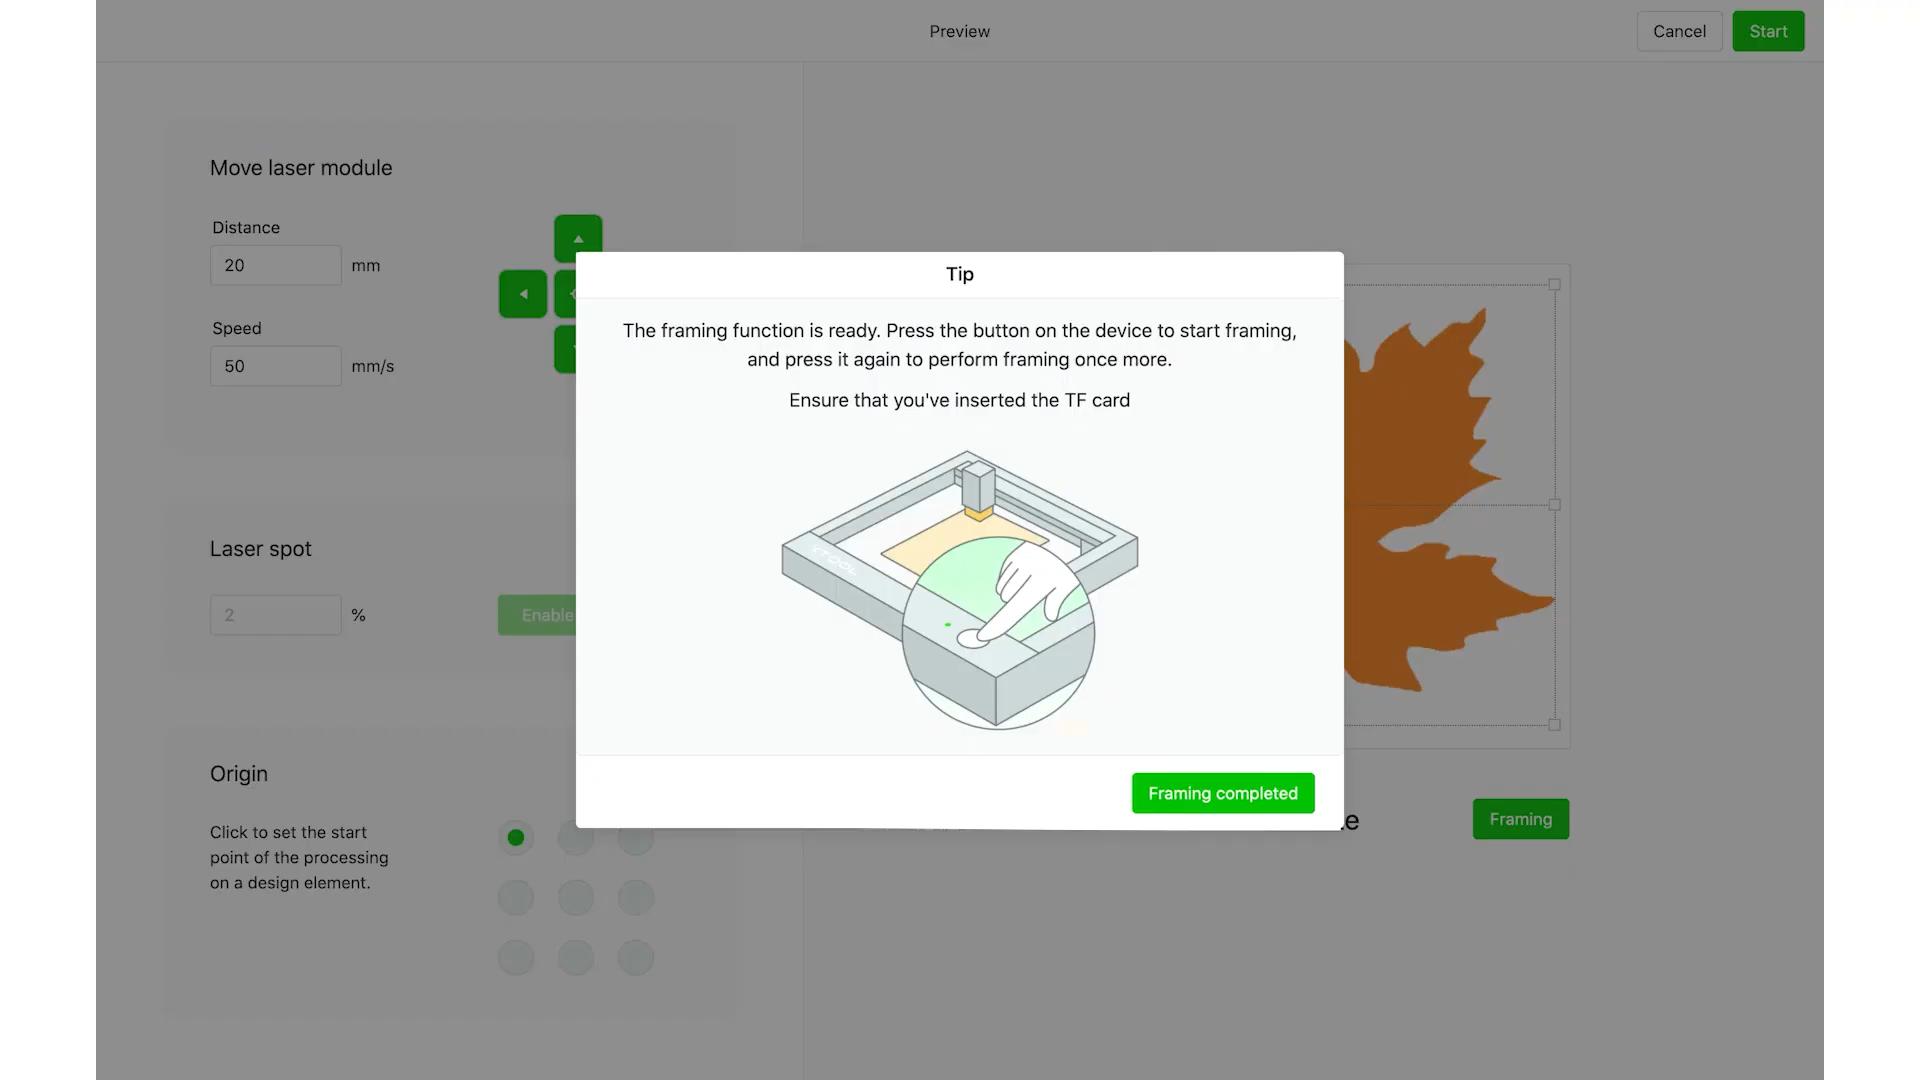 Preview
Cancel
Start
Move laser module
Distance
20 mm
Speed
50 mm/s
Laser spot
2 %
Enable
Origin
Click to set the start
point of the processing
on a design element.
Tip
The framing function is ready. Press the button on the device to start framing,
and press it again to perform framing once more.
Ensure that you've inserted the TF card
XTOOL
Framing completed
Framing